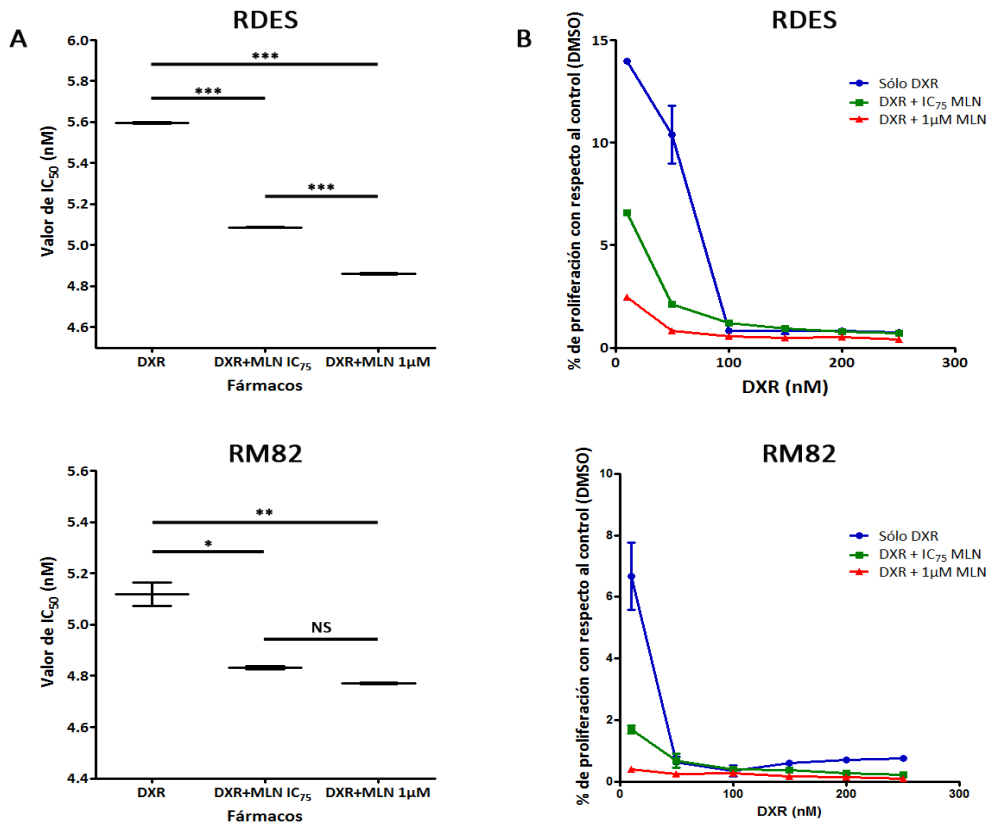 A
RDES
Valor de IC50 (nM)
6.0
5.8
5.6
5.4
5.2
5.0
4.8
4.6
***
***
***
DXR
DXR+MLN IC75
DXR+MLN 1µM
Fármacos
B
RDES
% de proliferación con respecto al control (DMSO)
15
10
5
0
0
100
200
300
DXR (nM)
Sólo DXR
DXR + IC75 MLN
DXR + 1µM MLN
RM82
Valor de IC50 (nM)
5.6
5.4
5.2
5.0
4.8
4.6
4.4
**
*
NS
DXR
DXR+MLN IC75
DXR+MLN 1µM
Fármacos
RM82
% de proliferación con respecto al control (DMSO)
10
8
6
4
2
0
0
100
200
300
DXR (nM)
Sólo DXR
DXR + IC75 MLN
DXR + 1µM MLN